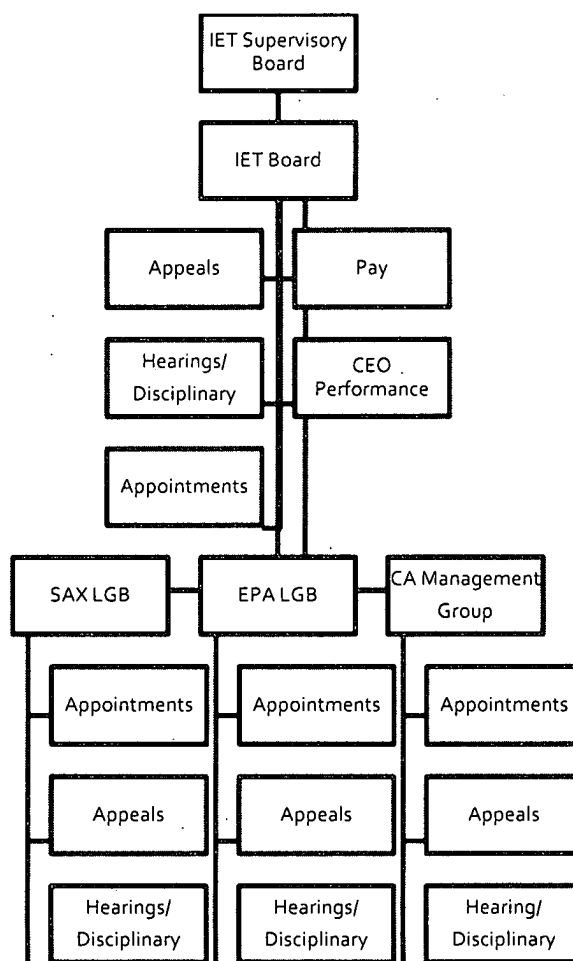 IET Supervisory
Board
IET Board
Appeals
Pay
Hearings/
Disciplinary
CEO
Performance
Appointments
SAX LGB
EPA LGB
CA Management
Group
Appointments
Appointments
Appointments
Appeals
Appeals
Appeals
Hearings/
Disciplinary
Hearings/
Disciplinary
Hearing/
Disciplinary